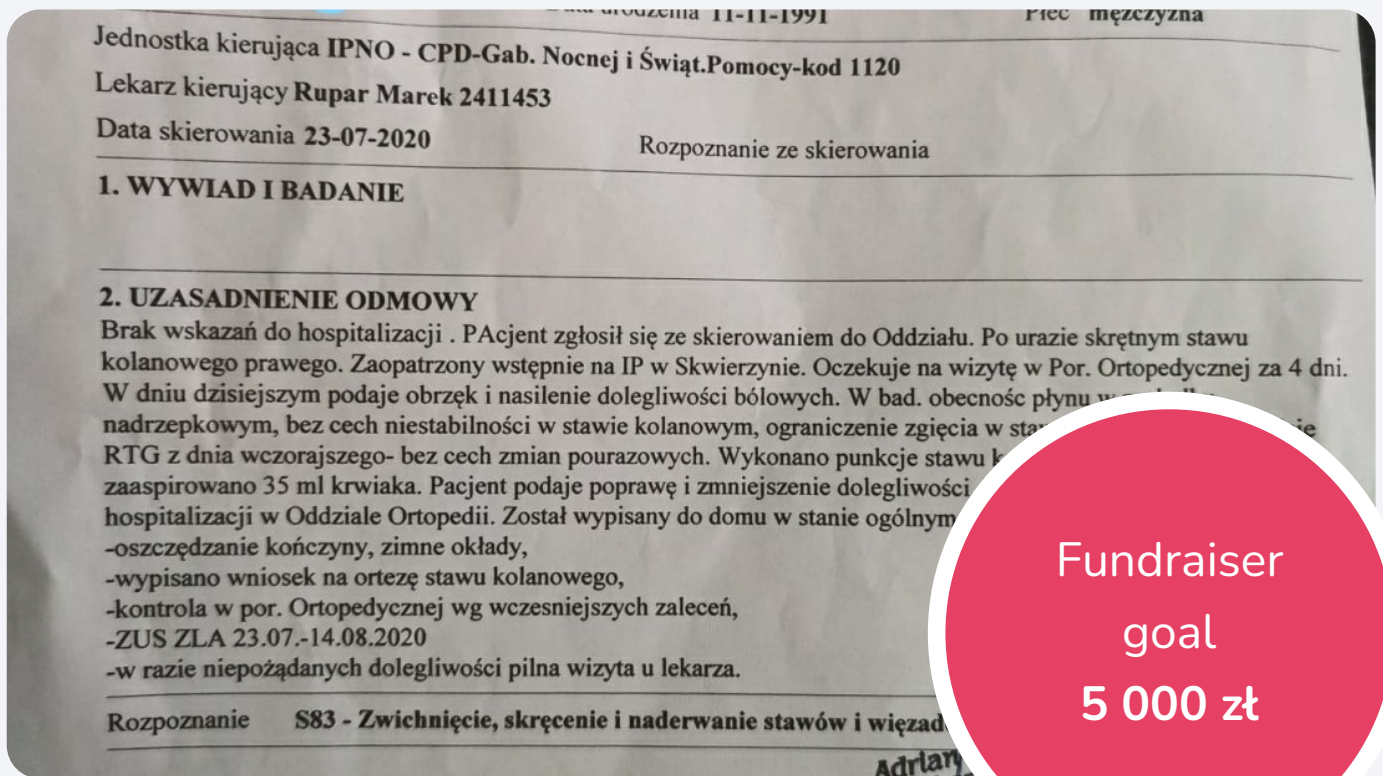 Data urodzenia 11-11-1991 Płeć mężczyzna
Jednostka kierująca IPNO - CPD-Gab. Nocnej i Świąt.Pomocy-kod 1120
Lekarz kierujący Rupar Marek 2411453
Data skierowania 23-07-2020 Rozpoznanie ze skierowania
1. WYWIAD I BADANIE
2. UZASADNIENIE ODMOWY
Brak wskazań do hospitalizacji . PAcjent zgłosił się ze skierowaniem do Oddziału. Po urazie skrętnym stawu
kolanowego prawego. Zaopatrzony wstępnie na IP w Skwierzynie. Oczekuje na wizytę w Por. Ortopedycznej za 4 dni.
W dniu dzisiejszym podaje obrzęk i nasilenie dolegliwości bólowych. W bad. obecnośc płynu w
nadrzepkowym, bez cech niestabilności w stawie kolanowym, ograniczenie zgięcia w
RTG z dnia wczorajszego- bez cech zmian pourazowych. Wykonano punkcje stawu
zaaspirowano 35 ml krwiaka. Pacjent podaje poprawę i zmniejszenie dolegliwości
hospitalizacji w Oddziale Ortopedii. Został wypisany do domu w stanie ogólnym
-oszczędzanie kończyny, zimne okłady,
-wypisano wniosek na ortezę stawu kolanowego,
-kontrola w por. Ortopedycznej wg wczesniejszych zaleceń,
-ZUS ZLA 23.07.-14.08.2020
-w razie niepożądanych dolegliwości pilna wizyta u lekarza.
Rozpoznanie S83 - Zwichnięcie, skręcenie i naderwanie stawów i
Adrian
Fundraiser
goal
5 000 zł